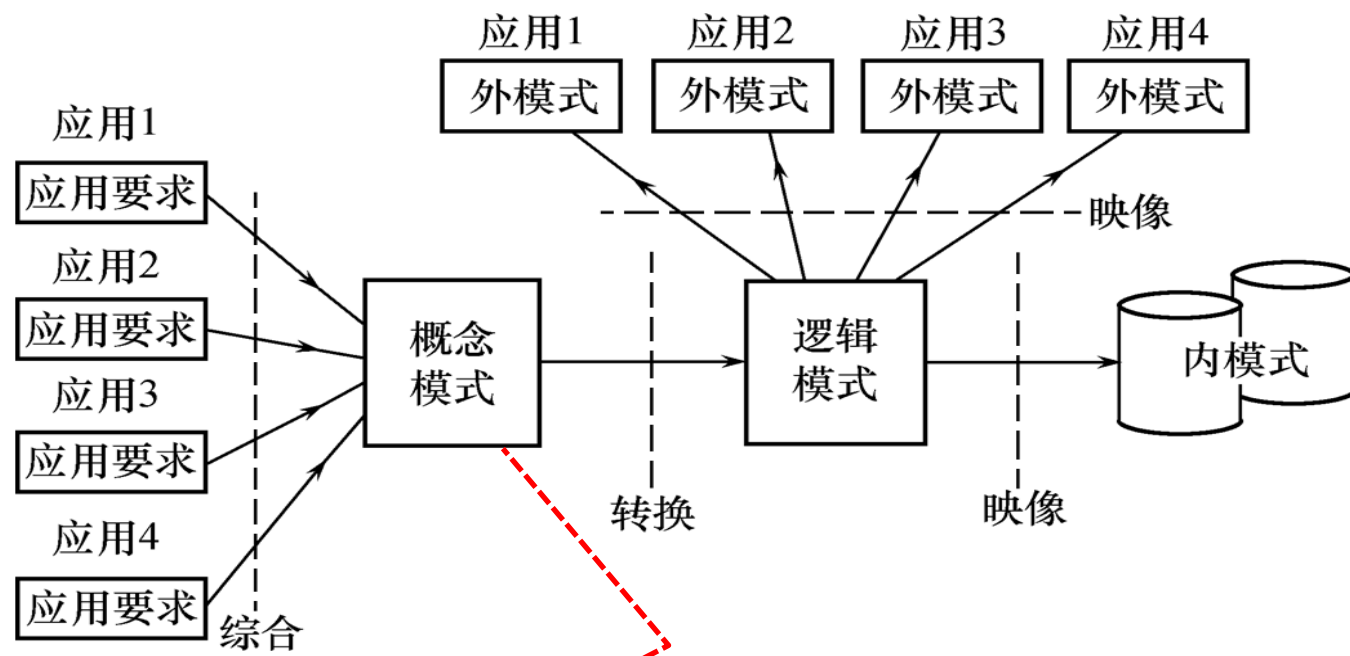 应用1
应用2
应用3
应用4
外模式
外模式
外模式
外模式
映像
应用1
应用要求
应用2
应用要求
应用3
应用要求
应用4
应用要求
综合
概念
模式
转换
逻辑
模式
映像
内模式